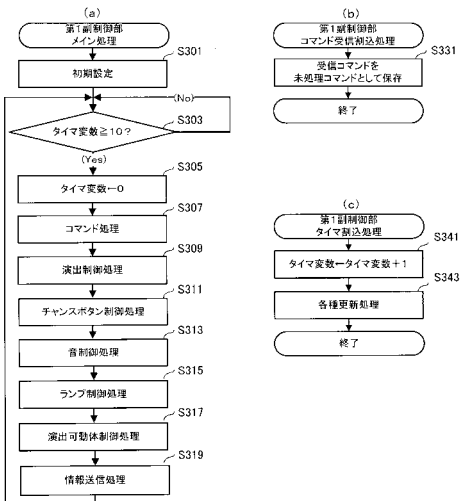 (a)
第1副制御部
メイン処理
S301
初期設定
(No)
S303
タイマ変数≧10?
(Yes)
S305
タイマ変数←0
S307
コマンド処理
S309
演出制御処理
S311
チャンスボタン制御処理
S313
音制御処理
S315
ランプ制御処理
S317
演出可動体制御処理
S319
情報送信処理
(b)
第1副制御部
コマンド受信割込処理
S331
受信コマンドを
未処理コマンドとして保存
終了
(c)
第1副制御部
タイマ割込処理
S341
タイマ変数←タイマ変数+1
S343
各種更新処理
終了